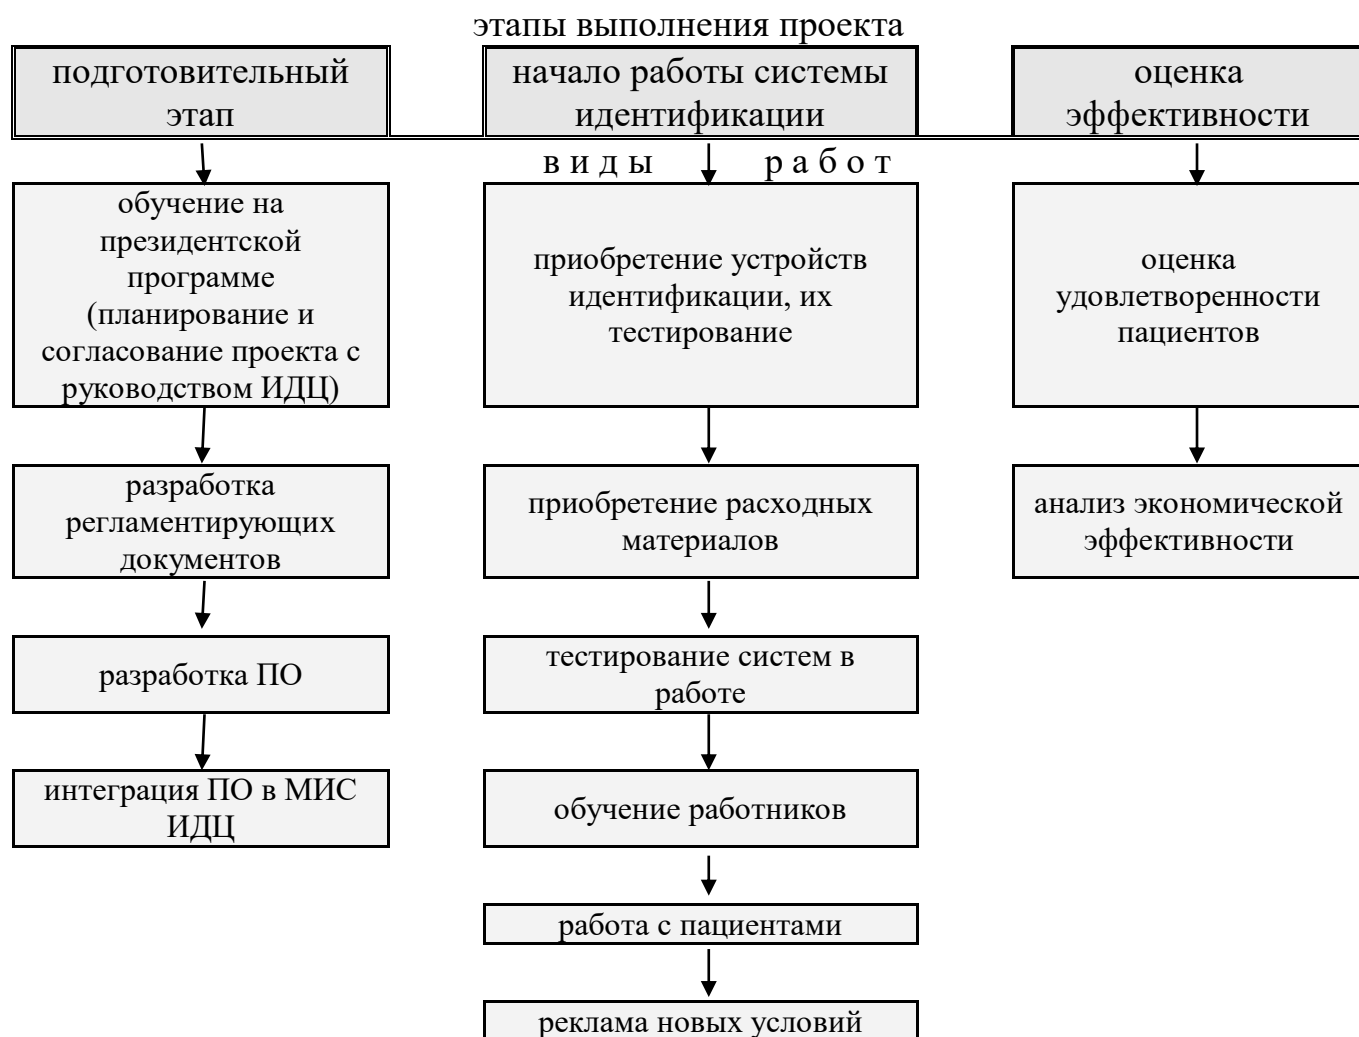 этапы выполнения проекта
подготовительный
этап
начало работы системы
идентификации
оценка
эффективности
виды работ
обучение на
президентской
программе
(планирование и
согласование проекта с
руководством ИДЦ)
приобретение устройств
идентификации, их
тестирование
оценка
удовлетворенности
пациентов
разработка
регламентирующих
документов
приобретение расходных
материалов
анализ экономической
эффективности
разработка ПО
тестирование систем в
работе
интеграция ПО в МИС
ИДЦ
обучение работников
работа с пациентами
реклама новых условий